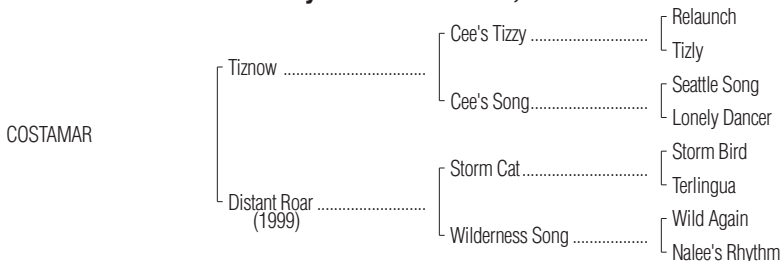 Relaunch
Cee's Tizzy ..............................
Tizly
Tiznow ....................................
Seattle Song
Cee's Song..............................
Lonely Dancer
COSTAMAR
Storm Bird
Storm Cat................................
Terlingua
Distant Roar ...........................
(1999)
Wild Again
Wilderness Song ...................
Nalee's Rhythm